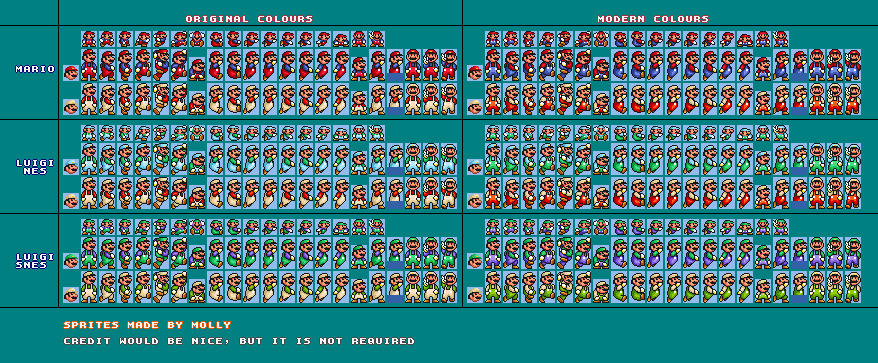 ORIGINAL COLOURS
MODERN COLOURS
MARIO
LUIGI
NES
LUIGI
SNES
SPRITES MADE BY MOLLY
CREDIT WOULD BE NICE, BUT IT IS NOT REQUIRED